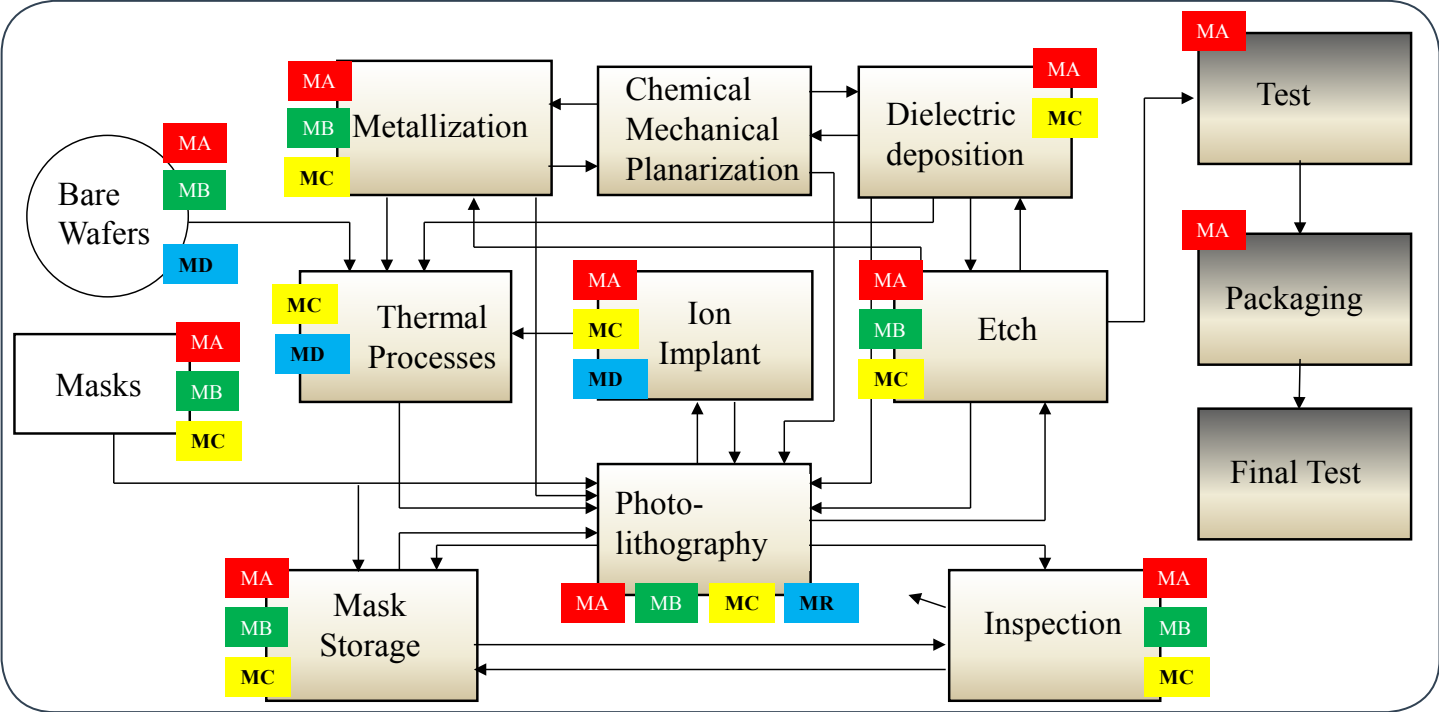 MA
MB
MD
Bare
Wafers
MA
MB
MC
Metallization
Chemical
Mechanical
Planarization
MA
MC
Dielectric
deposition
MA
Test
MA
Packaging
Final Test
MC
MD
Thermal
Processes
MA
MC
MD
Ion
Implant
MA
MB
MC
Etch
MA
MB
MC
Masks
Photo-
lithography
MA MB MC MR
MA
MB
MC
Mask
Storage
Inspection
MA
MB
MC